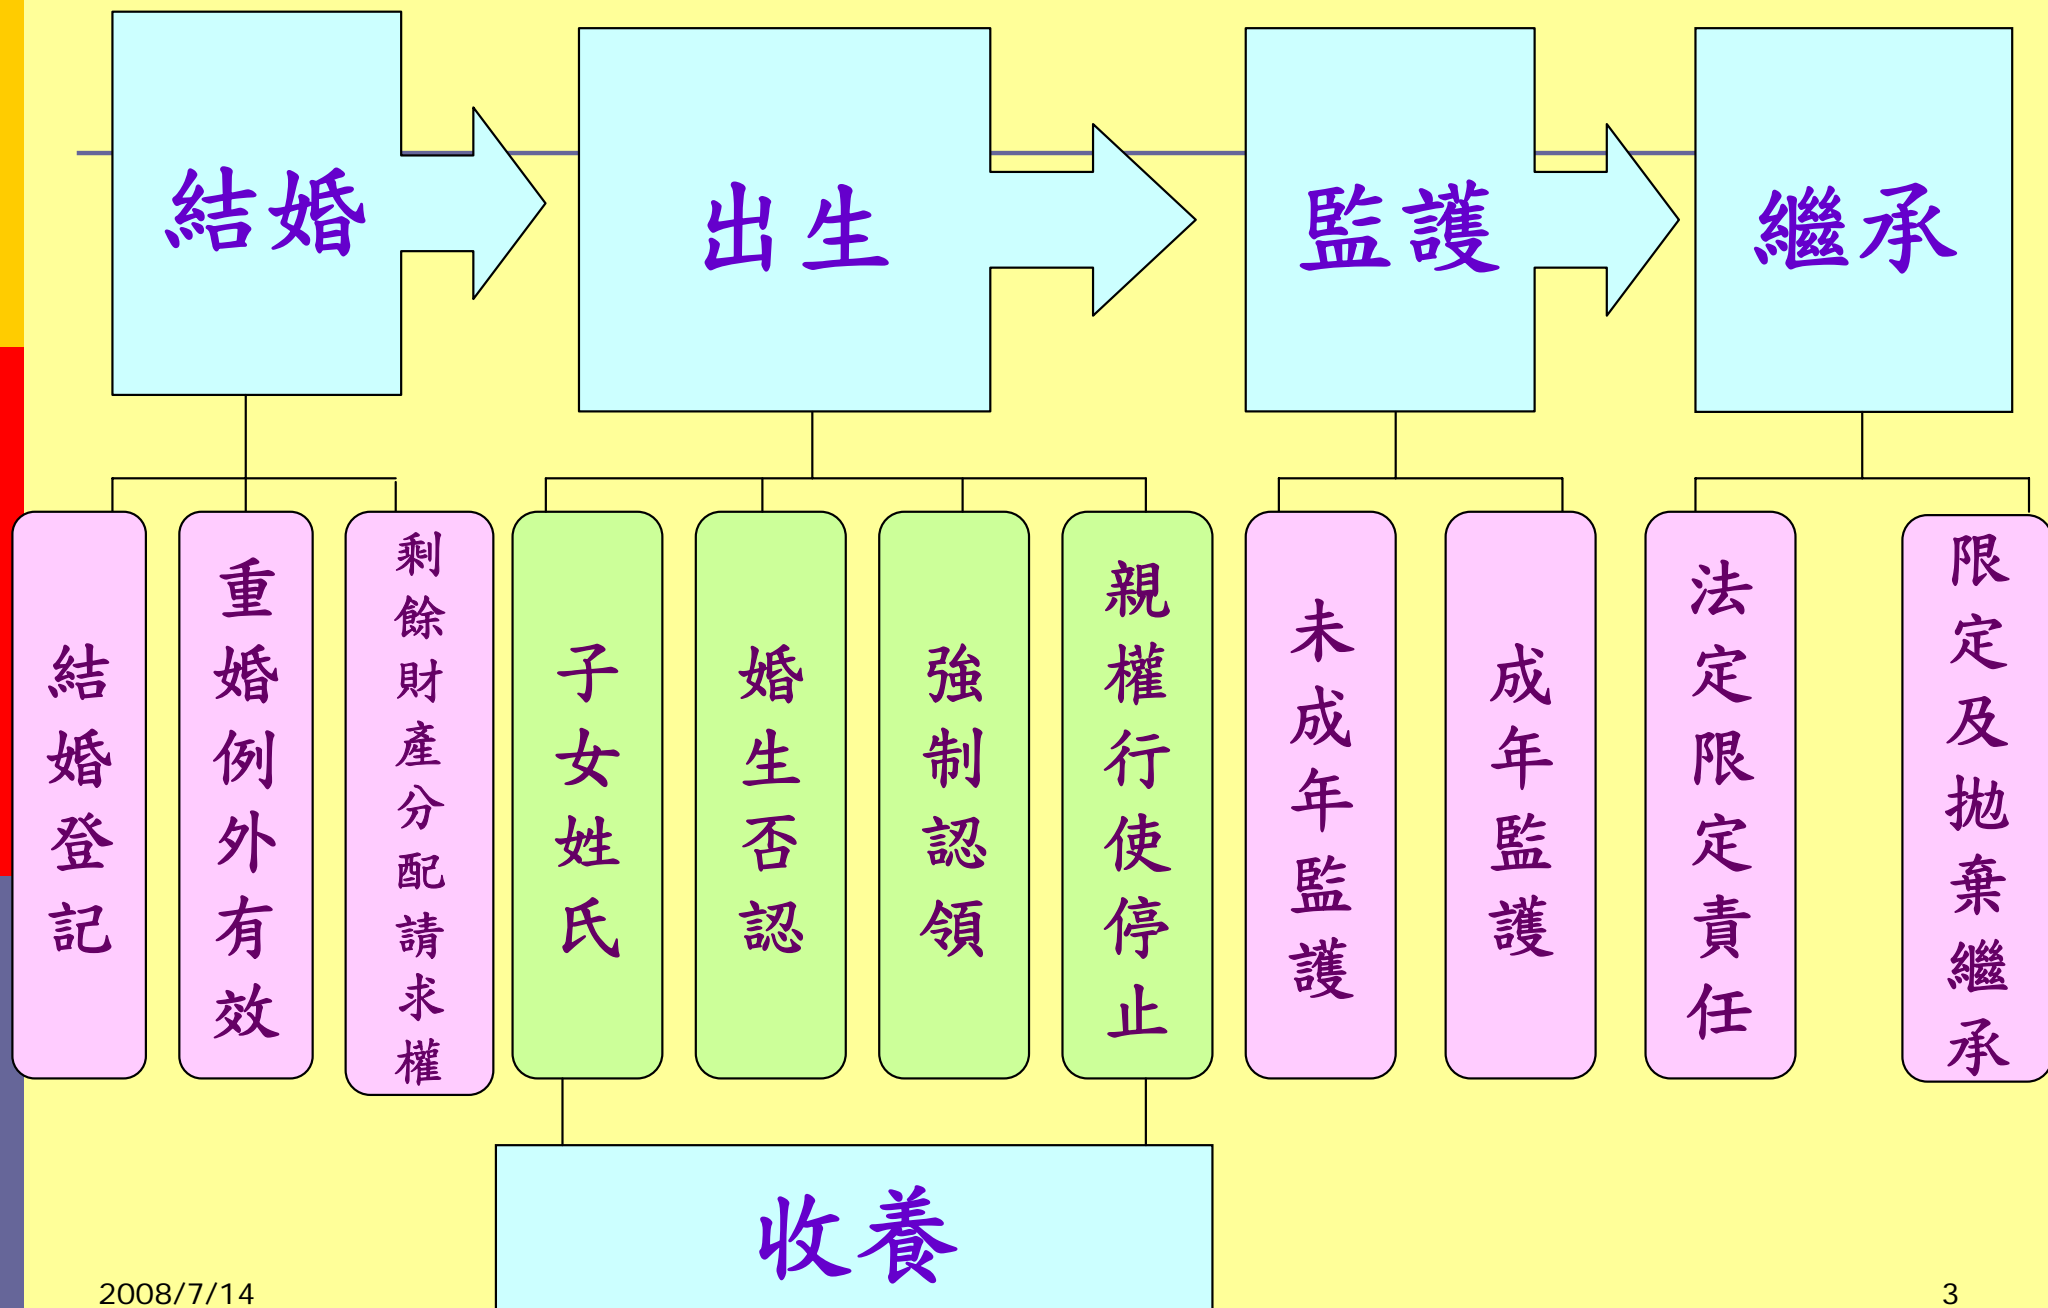 結婚
出生
監護
繼承
結婚登記
重婚例外有效
剩餘財產分配請求權
子女姓氏
婚生否認
強制認領
親權行使停止
未成年監護
成年監護
法定限定責任
限定及拋棄繼承
收養
2008/7/14
3